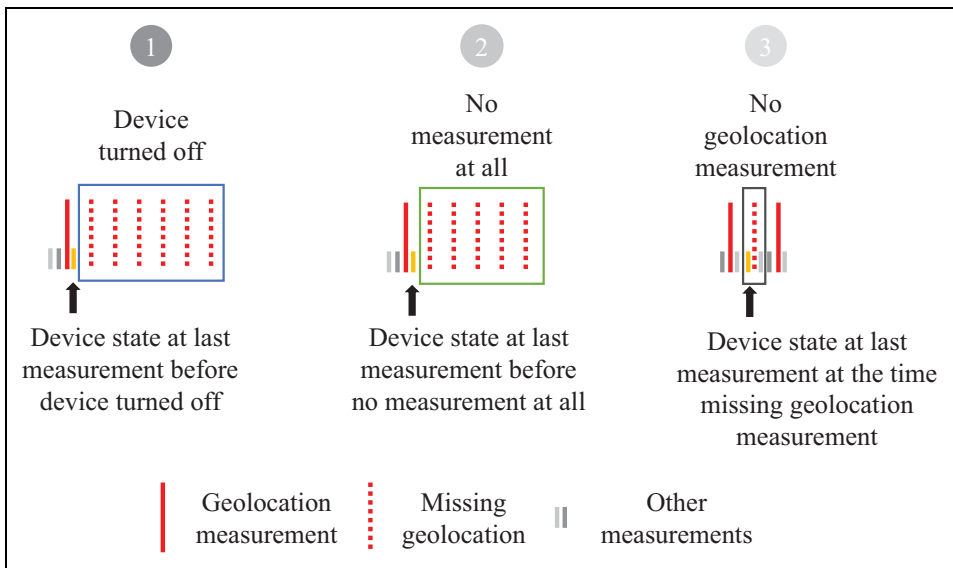 1
Device
turned off
Device state at last
measurement before
device turned off
2
No
measurement
at all
Device state at last
measurement before
no measurement at all
3
No
geolocation
measurement
Device state at last
measurement at the time
missing geolocation
measurement
Geolocation
measurement
Missing
geolocation
Other
measurements